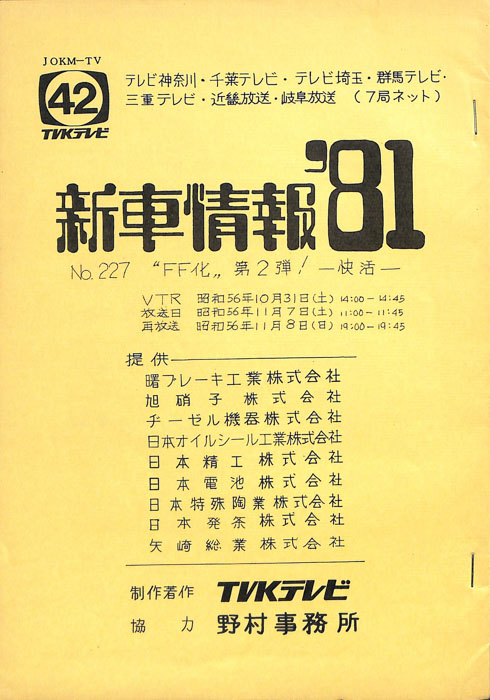 JOKM-TV
42
TVKテレビ
テレビ神奈川・千葉テレビ・テレビ埼玉・群馬テレビ・
三重テレビ・近畿放送・岐阜放送 (7局ネット)
新車情報'81
No.227 "FF化„ 第2弾! —快活—
VTR 昭和56年10月31日(土) 14:00-14:45
放送日 昭和56年11月7日(土) 11:00-11:45
再放送 昭和56年11月8日(日) 19:00-19:45
提供
曙ブレーキ工業株式会社
旭硝子株式会社
ヂーゼル機器株式会社
日本オイルシール工業株式会社
日本精工株式会社
日本電池株式会社
日本特殊陶業株式会社
日本発条株式会社
矢崎総業株式会社
制作著作 TVKテレビ
協力 野村事務所